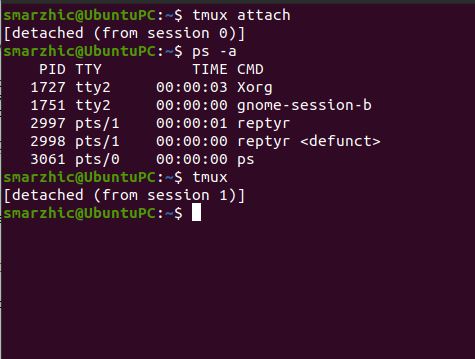 smarzhic@UbuntuPC:~$ tmux attach
[detached (from session 0)]
smarzhic@UbuntuPC:~$ ps -a
    PID TTY          TIME CMD
   1727 tty2     00:00:03 Xorg
   1751 tty2     00:00:00 gnome-session-b
   2997 pts/1    00:00:01 reptyr
   2998 pts/1    00:00:00 reptyr <defunct>
   3061 pts/0    00:00:00 ps
smarzhic@UbuntuPC:~$ tmux
[detached (from session 1)]
smarzhic@UbuntuPC:~$